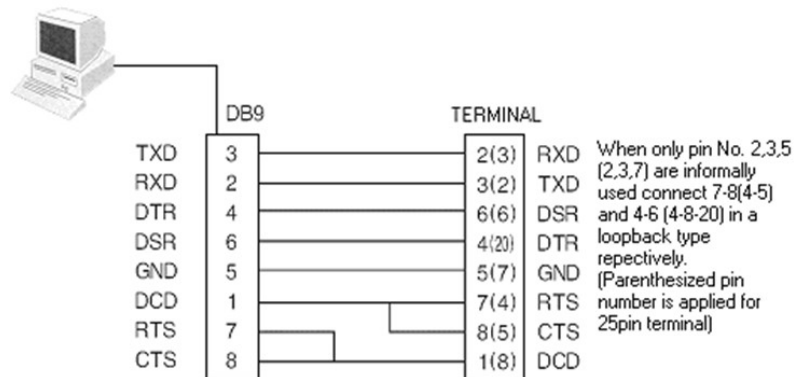 DB9 TERMINAL
TXD 3 2(3) RXD
RXD 2 3(2) TXD
DTR 4 6(6) DSR
DSR 6 4(20) DTR
GND 5 5(7) GND
DCD 1 7(4) RTS
RTS 7 8(5) CTS
CTS 8 1(8) DCD
When only pin No. 2,3,5
(2,3,7) are informally
used connect 7-8(4-5)
and 4-6 (4-8-20) in a
loopback type
repectively.
(Parenthesized pin
number is applied for
25pin terminal)